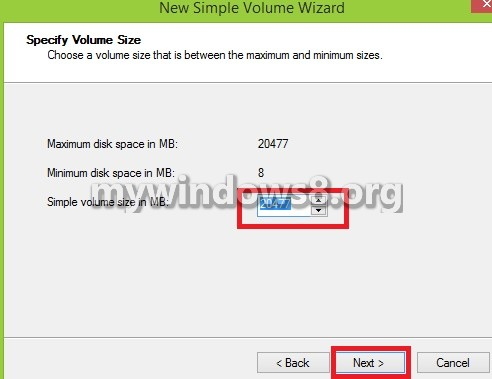 New Simple Volume Wizard
Specify Volume Size
Choose a volume size that is between the maximum and minimum sizes.
Maximum disk space in MB: 20477
Minimum disk space in MB: 8
mywindows8.org
Simple volume size in MB: 20477
< Back Next > Cancel